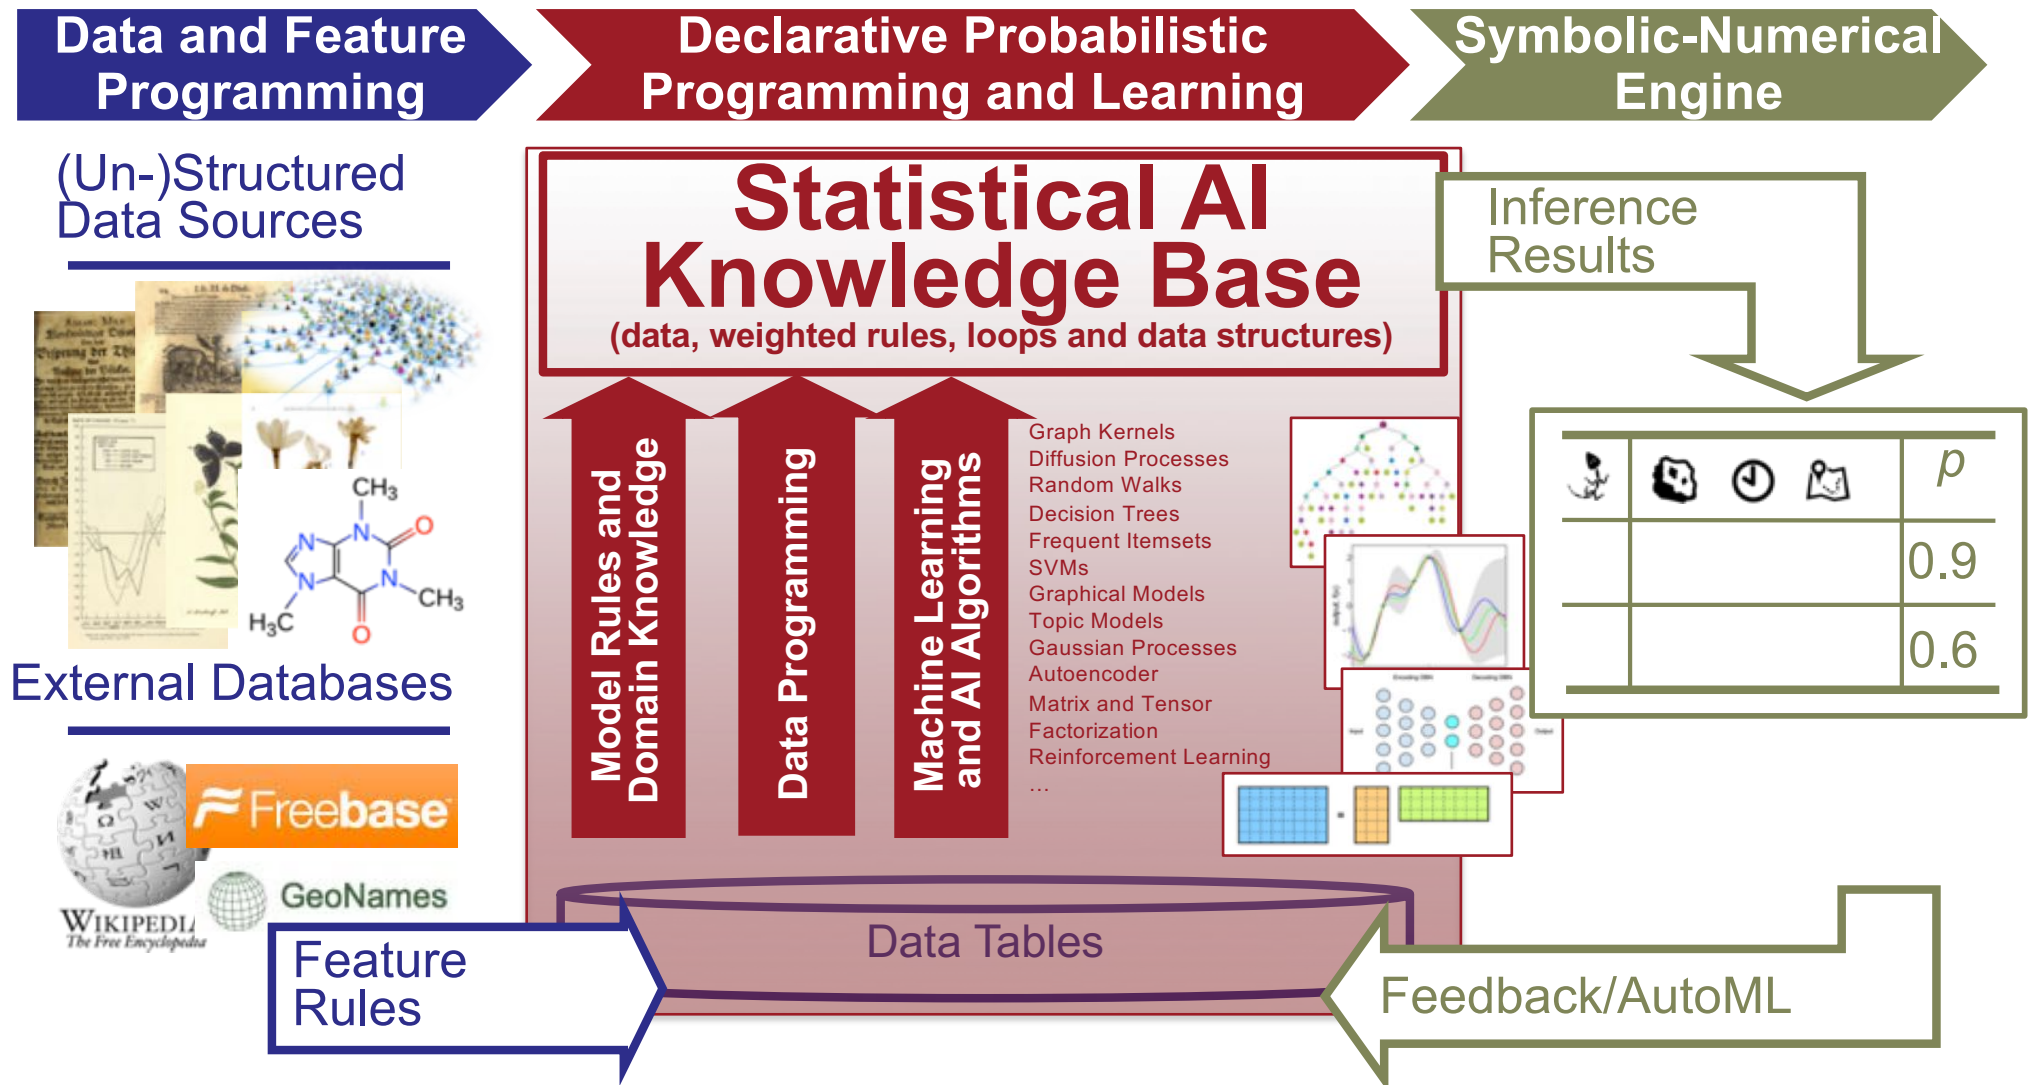 Data and Feature
Programming
Declarative Probabilistic
Programming and Learning
Symbolic-Numerical
Engine
(Un-)Structured
Data Sources
CH3
O
N
N
N
N
CH3
H3C
O
External Databases
Freebase
GeoNames
WIKIPEDIA
The Free Encyclopedia
Feature
Rules
Statistical AI
Knowledge Base
(data, weighted rules, loops and data structures)
Model Rules and
Domain Knowledge
Data Programming
Machine Learning
and AI Algorithms
Graph Kernels
Diffusion Processes
Random Walks
Decision Trees
Frequent Itemsets
SVMs
Graphical Models
Topic Models
Gaussian Processes
Autoencoder
Matrix and Tensor
Factorization
Reinforcement Learning
…
output, f(x)
Input
Output
=
Data Tables
Inference
Results
p
0.9
0.6
Feedback/AutoML